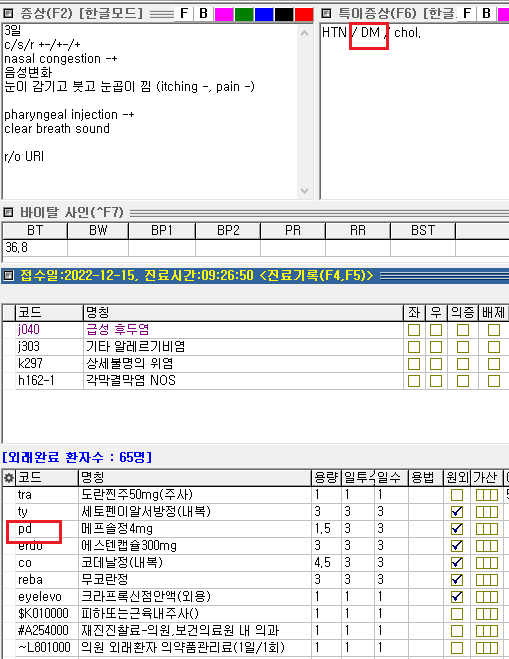 증상(F2) [한글모드] F B
특이증상(F6) [한글. F B
3일
c/s/r +-/+-/+
nasal congestion -+
음성변화
눈이 감기고 붓고 눈꼽이 낌 (itching -, pain -)
pharyngeal injection -+
clear breath sound
r/o URI
HTN / DM / chol.
바이탈 사인(^F7)
BT BW BP1 BP2 PR RR BST
36.8
접수일:2022-12-15, 진료시간:09:26:50 <진료기록(F4,F5)>
코드 명칭 좌 우 의증 배제
j040 급성 후두염
j303 기타 알레르기비염
k297 상세불명의 위염
h162-1 각막결막염 NOS
[외래완료 환자수 : 65명]
코드 명칭 용량 일투 일수 용법 원외 가산
tra 도란찐주50mg(주사) 1 1 1
ty 세토펜이알서방정(내복) 3 3 3
pd 메프솔정4mg 1.5 3 3
erdo 에스텐캡슐300mg 3 3 3
co 코데날정(내복) 4.5 3 3
reba 무코란정 3 3 3
eyelevo 크라프록신점안액(외용) 1 1 1
$K010000 피하또는근육내주사() 1 1 1
#A254000 재진진찰료-의원,보건의료원 내 의과 1 1 1
~L801000 의원 외래환자 의약품관리료(1일/1회) 1 1 1